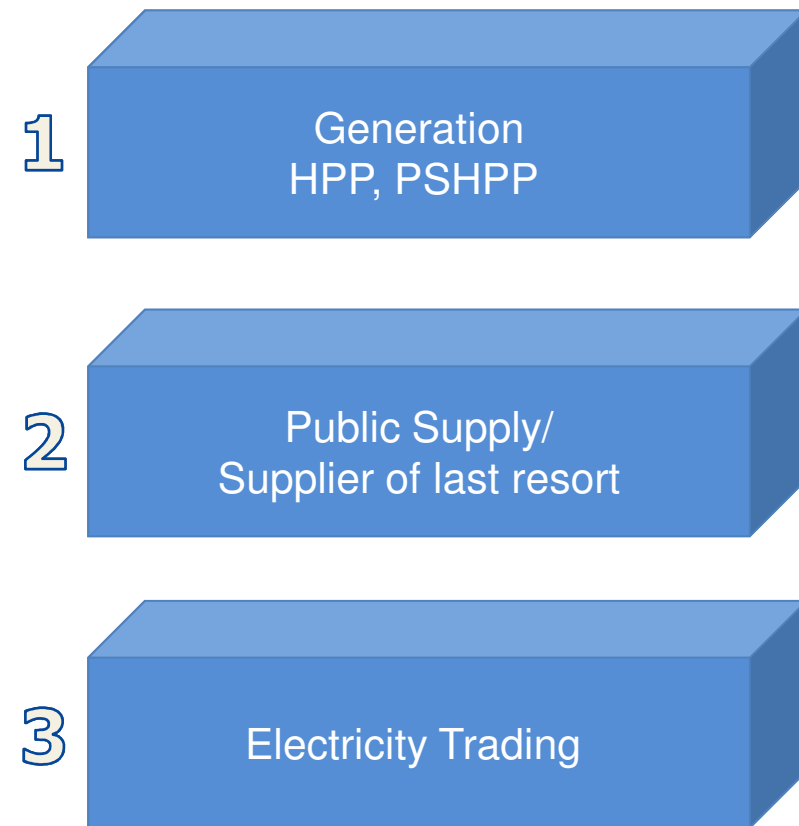 1
Generation
HPP, PSHPP
2
Public Supply/
Supplier of last resort
3
Electricity Trading